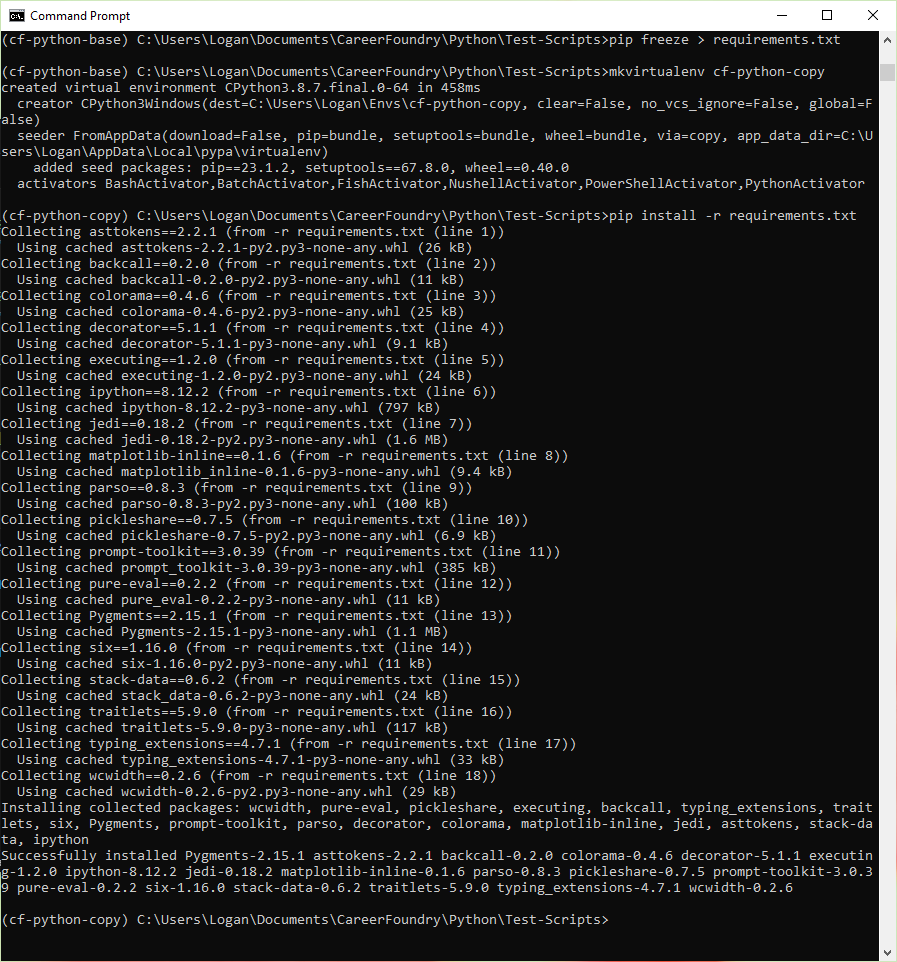 Command Prompt
(cf-python-base) C:\Users\Logan\Documents\CareerFoundry\Python\Test-Scripts>pip freeze > requirements.txt
(cf-python-base) C:\Users\Logan\Documents\CareerFoundry\Python\Test-Scripts>mkvirtualenv cf-python-copy
created virtual environment CPython3.8.7.final.0-64 in 458ms
  creator CPython3Windows(dest=C:\Users\Logan\Envs\cf-python-copy, clear=False, no_vcs_ignore=False, global=F
alse)
  seeder FromAppData(download=False, pip=bundle, setuptools=bundle, wheel=bundle, via=copy, app_data_dir=C:\U
sers\Logan\AppData\Local\pypa\virtualenv)
    added seed packages: pip==23.1.2, setuptools==67.8.0, wheel==0.40.0
  activators BashActivator,BatchActivator,FishActivator,NushellActivator,PowerShellActivator,PythonActivator
(cf-python-copy) C:\Users\Logan\Documents\CareerFoundry\Python\Test-Scripts>pip install -r requirements.txt
Collecting asttokens==2.2.1 (from -r requirements.txt (line 1))
  Using cached asttokens-2.2.1-py2.py3-none-any.whl (26 kB)
Collecting backcall==0.2.0 (from -r requirements.txt (line 2))
  Using cached backcall-0.2.0-py2.py3-none-any.whl (11 kB)
Collecting colorama==0.4.6 (from -r requirements.txt (line 3))
  Using cached colorama-0.4.6-py2.py3-none-any.whl (25 kB)
Collecting decorator==5.1.1 (from -r requirements.txt (line 4))
  Using cached decorator-5.1.1-py3-none-any.whl (9.1 kB)
Collecting executing==1.2.0 (from -r requirements.txt (line 5))
  Using cached executing-1.2.0-py2.py3-none-any.whl (24 kB)
Collecting ipython==8.12.2 (from -r requirements.txt (line 6))
  Using cached ipython-8.12.2-py3-none-any.whl (797 kB)
Collecting jedi==0.18.2 (from -r requirements.txt (line 7))
  Using cached jedi-0.18.2-py2.py3-none-any.whl (1.6 MB)
Collecting matplotlib-inline==0.1.6 (from -r requirements.txt (line 8))
  Using cached matplotlib_inline-0.1.6-py3-none-any.whl (9.4 kB)
Collecting parso==0.8.3 (from -r requirements.txt (line 9))
  Using cached parso-0.8.3-py2.py3-none-any.whl (100 kB)
Collecting pickleshare==0.7.5 (from -r requirements.txt (line 10))
  Using cached pickleshare-0.7.5-py2.py3-none-any.whl (6.9 kB)
Collecting prompt-toolkit==3.0.39 (from -r requirements.txt (line 11))
  Using cached prompt_toolkit-3.0.39-py3-none-any.whl (385 kB)
Collecting pure-eval==0.2.2 (from -r requirements.txt (line 12))
  Using cached pure_eval-0.2.2-py3-none-any.whl (11 kB)
Collecting Pygments==2.15.1 (from -r requirements.txt (line 13))
  Using cached Pygments-2.15.1-py3-none-any.whl (1.1 MB)
Collecting six==1.16.0 (from -r requirements.txt (line 14))
  Using cached six-1.16.0-py2.py3-none-any.whl (11 kB)
Collecting stack-data==0.6.2 (from -r requirements.txt (line 15))
  Using cached stack_data-0.6.2-py3-none-any.whl (24 kB)
Collecting traitlets==5.9.0 (from -r requirements.txt (line 16))
  Using cached traitlets-5.9.0-py3-none-any.whl (117 kB)
Collecting typing_extensions==4.7.1 (from -r requirements.txt (line 17))
  Using cached typing_extensions-4.7.1-py3-none-any.whl (33 kB)
Collecting wcwidth==0.2.6 (from -r requirements.txt (line 18))
  Using cached wcwidth-0.2.6-py2.py3-none-any.whl (29 kB)
Installing collected packages: wcwidth, pure-eval, pickleshare, executing, backcall, typing_extensions, trait
lets, six, Pygments, prompt-toolkit, parso, decorator, colorama, matplotlib-inline, jedi, asttokens, stack-da
ta, ipython
Successfully installed Pygments-2.15.1 asttokens-2.2.1 backcall-0.2.0 colorama-0.4.6 decorator-5.1.1 executin
g-1.2.0 ipython-8.12.2 jedi-0.18.2 matplotlib-inline-0.1.6 parso-0.8.3 pickleshare-0.7.5 prompt-toolkit-3.0.3
9 pure-eval-0.2.2 six-1.16.0 stack-data-0.6.2 traitlets-5.9.0 typing_extensions-4.7.1 wcwidth-0.2.6
(cf-python-copy) C:\Users\Logan\Documents\CareerFoundry\Python\Test-Scripts>